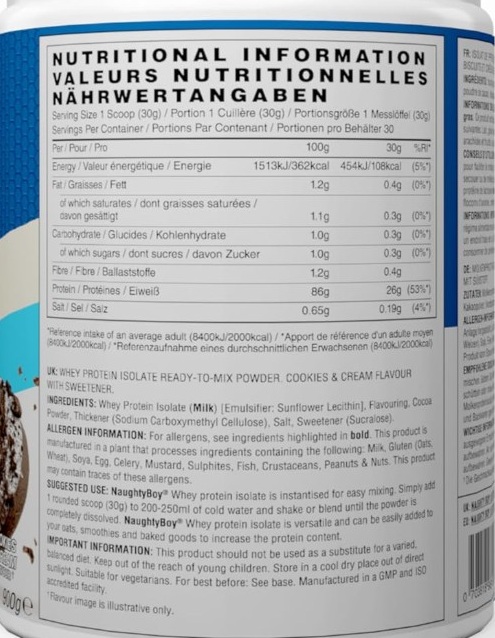 NUTRITIONAL INFORMATION
VALEURS NUTRITIONNELLES
NÄHRWERTANGABEN
Serving Size 1 Scoop (30g) / Portion 1 Cuillère (30g) / Portionsgröße 1 Messlöffel (30g)
Servings Per Container / Portions Par Contenant / Portionen pro Behälter 30
Per / Pour / Pro 100g 30g %RI*
Energy / Valeur énergétique / Energie 1513kJ/362kcal 454kJ/108kcal (5%*)
Fat / Graisses / Fett 1.2g 0.4g (0%*)
of which saturates / dont graisses saturées /
davon gesättigt 1.1g 0.3g (0%*)
Carbohydrate / Glucides / Kohlenhydrate 1.0g 0.3g (0%*)
of which sugars / dont sucres / davon Zucker 1.0g 0.3g (0%*)
Fibre / Fibre / Ballaststoffe 1.2g 0.4g
Protein / Protéines / Eiweiß 86g 26g (53%*)
Salt / Sel / Salz 0.65g 0.19g (4%*)
*Reference intake of an average adult (8400kJ/2000kcal) / *Apport de référence d'un adulte moyen
(8400kJ/2000kcal) / *Referenzaufnahme eines durchschnittlichen Erwachsenen (8400kJ/2000kcal)
UK: WHEY PROTEIN ISOLATE READY-TO-MIX POWDER. COOKIES & CREAM FLAVOUR
WITH SWEETENER.
INGREDIENTS: Whey Protein Isolate (Milk) [Emulsifier: Sunflower Lecithin], Flavouring, Cocoa
Powder, Thickener (Sodium Carboxymethyl Cellulose), Salt, Sweetener (Sucralose).
ALLERGEN INFORMATION: For allergens, see ingredients highlighted in bold. This product is
manufactured in a plant that processes ingredients containing the following: Milk, Gluten (Oats,
Wheat), Soya, Egg, Celery, Mustard, Sulphites, Fish, Crustaceans, Peanuts & Nuts. This product
may contain traces of these allergens.
SUGGESTED USE: NaughtyBoy® Whey protein isolate is instantised for easy mixing. Simply add
1 rounded scoop (30g) to 200-250ml of cold water and shake or blend until the powder is
completely dissolved. NaughtyBoy® Whey protein isolate is versatile and can be easily added to
your oats, smoothies and baked goods to increase the protein content.
IMPORTANT INFORMATION: This product should not be used as a substitute for a varied,
balanced diet. Keep out of the reach of young children. Store in a cool dry place out of direct
sunlight. Suitable for vegetarians. For best before: See base. Manufactured in a GMP and ISO
accredited facility.
*Flavour image is illustrative only.
900g e